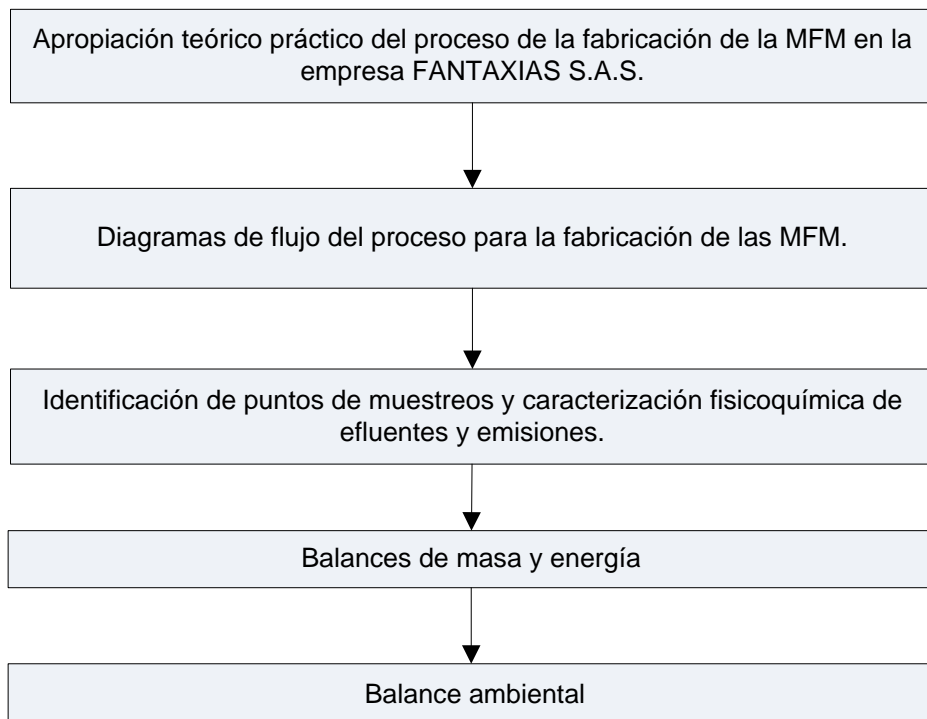 Apropiación teórico práctico del proceso de la fabricación de la MFM en la
empresa FANTAXIAS S.A.S.
Diagramas de flujo del proceso para la fabricación de las MFM.
Identificación de puntos de muestreos y caracterización fisicoquímica de
efluentes y emisiones.
Balances de masa y energía
Balance ambiental